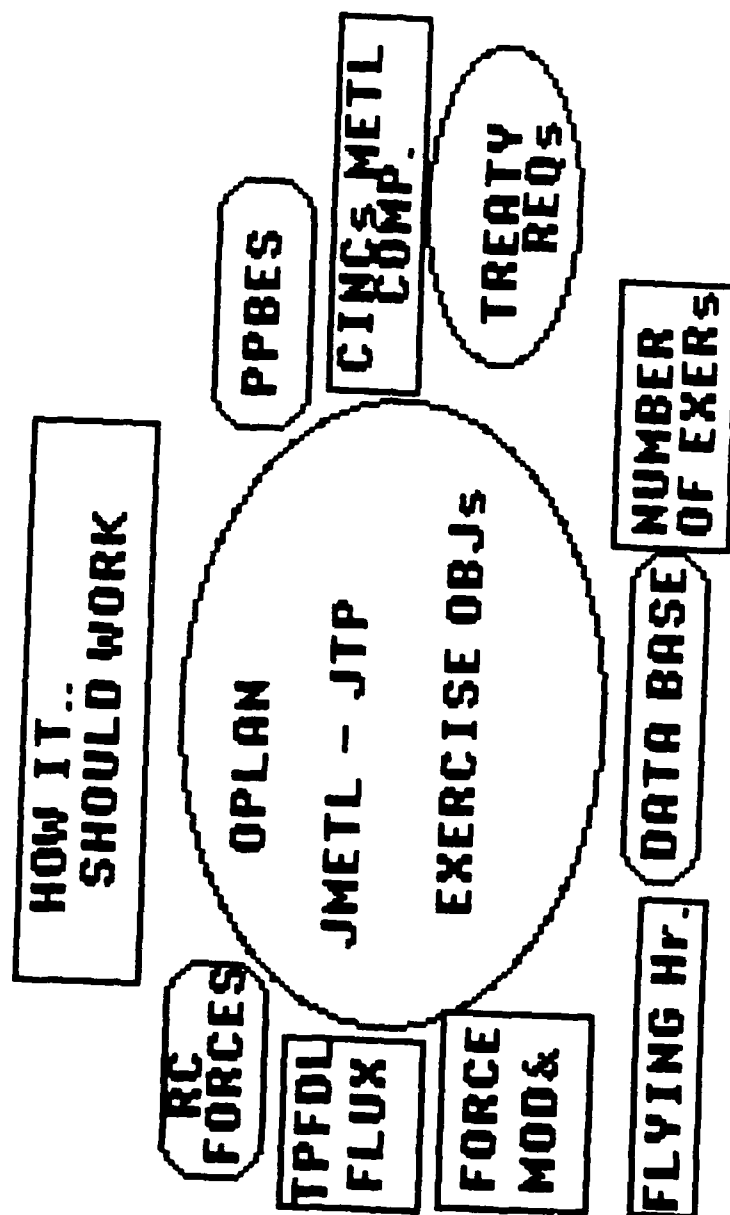 HOW IT..
SHOULD WORK
RC
FORCES
OPLAN
PPBES
TPFDL
FLUX
JMETL - JTP
CINCs METL
COMP.
FORCE
MOD&
EXERCISE OBJs
TREATY
REQs
FLYING Hr.
DATA BASE
NUMBER
OF EXERs